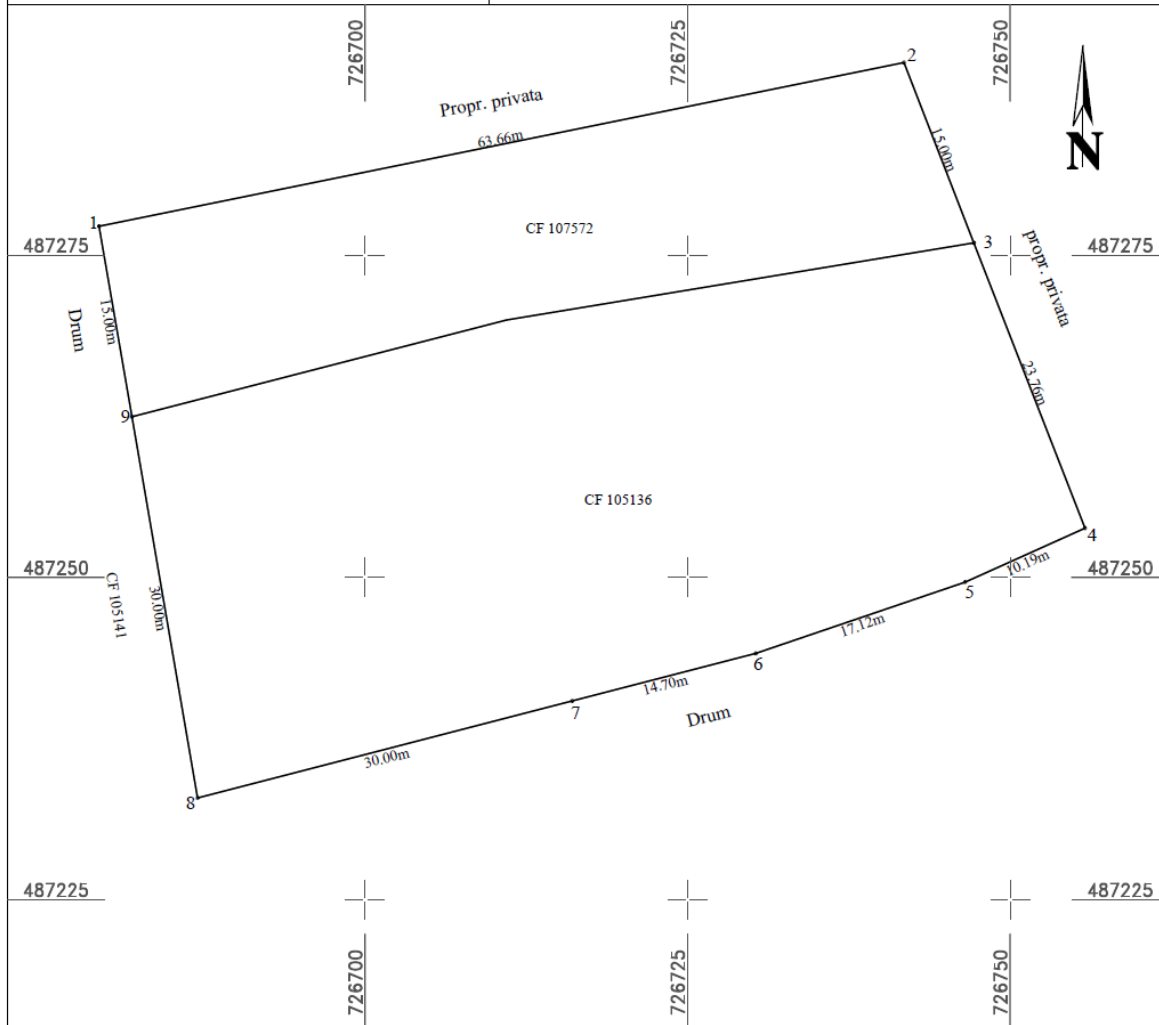 726700
726725
726750
2
Propr. privata
63.66m
15.00m
N
1
CF 107572
487275
3
487275
propr. privata
15.00m
Drum
23.76m
9
CF 105136
4
487250
10.19m
487250
CF 105141
30.00m
5
17.12m
6
14.70m
7
Drum
30.00m
8
487225
487225
726700
726725
726750